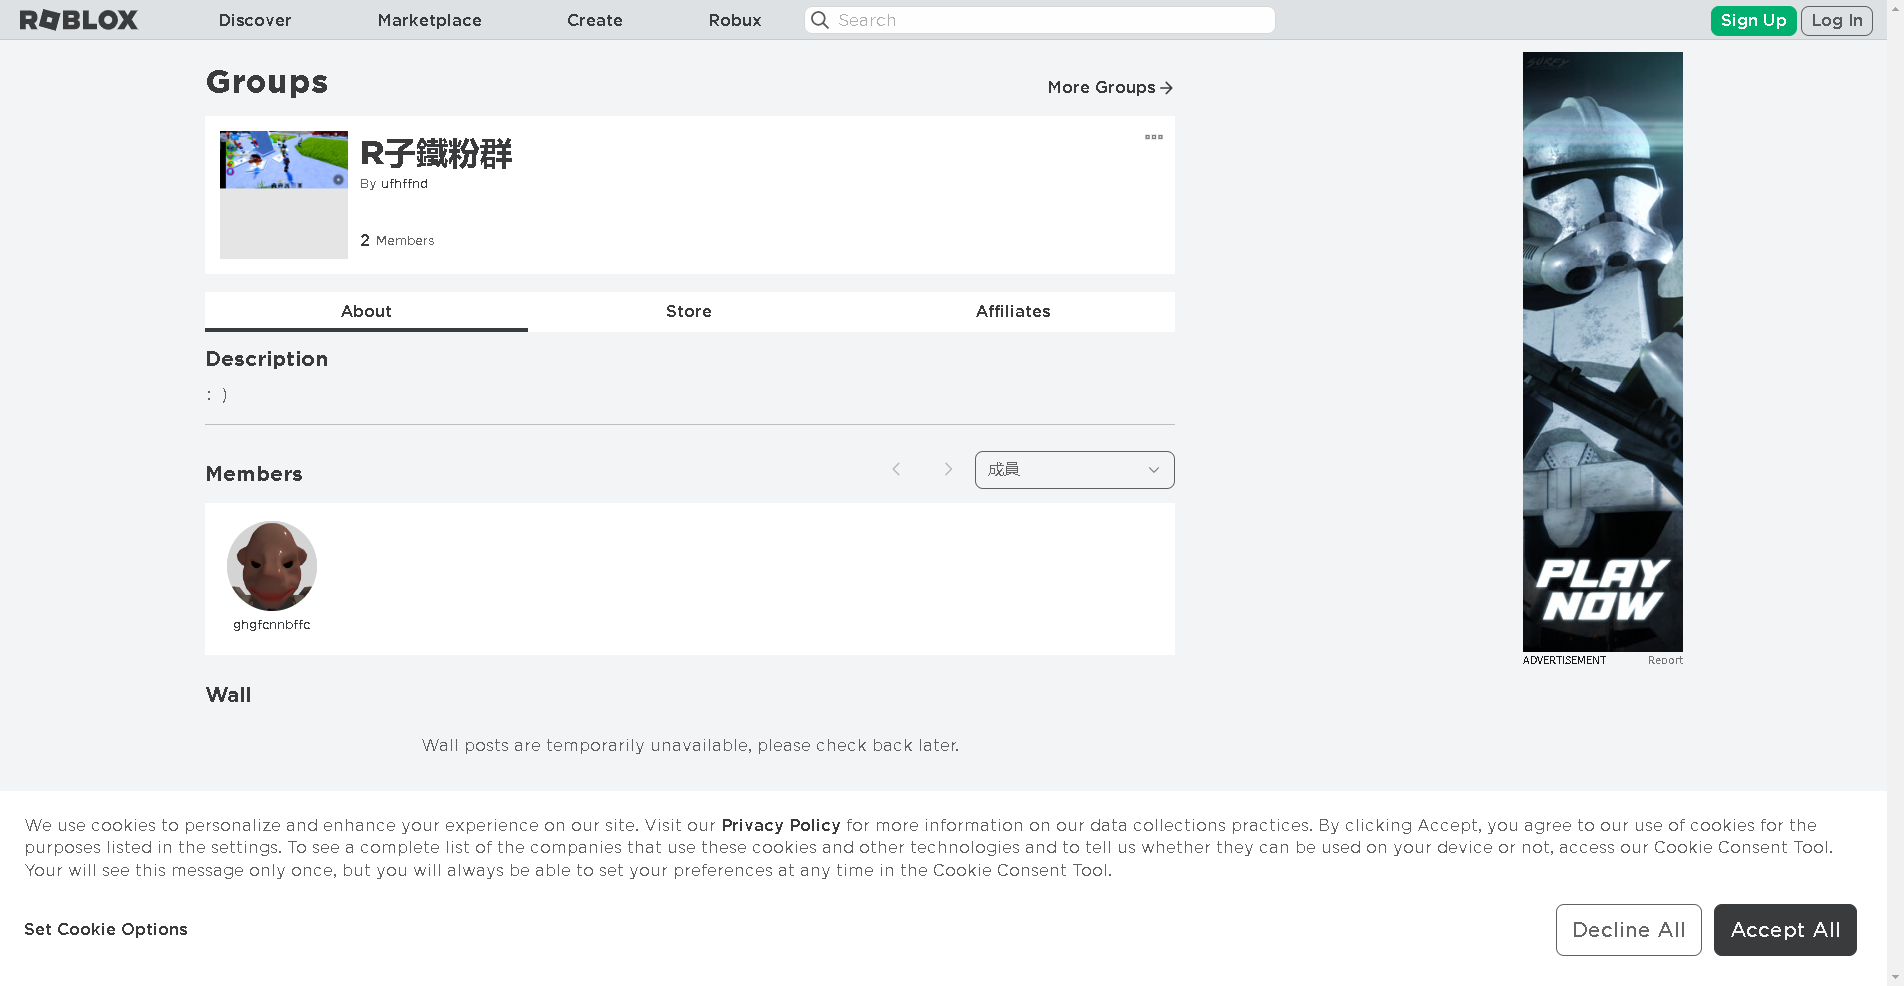 ROBLOX Discover Marketplace Create Robux Search Sign Up Log In
Groups
More Groups
R子鐵粉群
By ufhffnd
2 Members
About Store Affiliates
Description
: )
Members
成員
ghgfcnnbffc
Wall
Wall posts are temporarily unavailable, please check back later.
PLAY
NOW
ADVERTISEMENT Report
We use cookies to personalize and enhance your experience on our site. Visit our Privacy Policy for more information on our data collections practices. By clicking Accept, you agree to our use of cookies for the
purposes listed in the settings. To see a complete list of the companies that use these cookies and other technologies and to tell us whether they can be used on your device or not, access our Cookie Consent Tool.
Your will see this message only once, but you will always be able to set your preferences at any time in the Cookie Consent Tool.
Set Cookie Options
Decline All Accept All